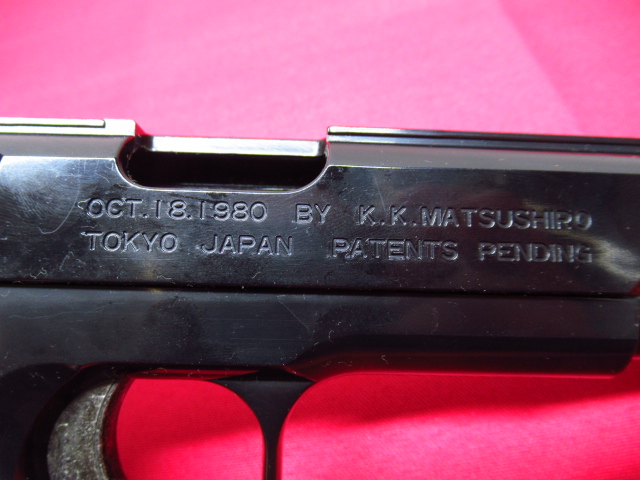 OCT.18.1980 BY K.K.MATSUSHIRO
TOKYO JAPAN PATENTS PENDING